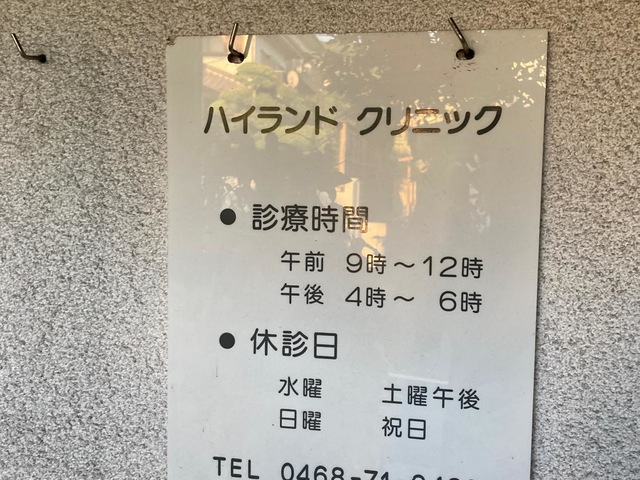 ハイランド クリニック
● 診療時間
午前 9時～12時
午後 4時～ 6時
● 休診日
水曜 土曜午後
日曜 祝日
TEL 0468-71-